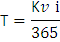 T = Kv i / 365